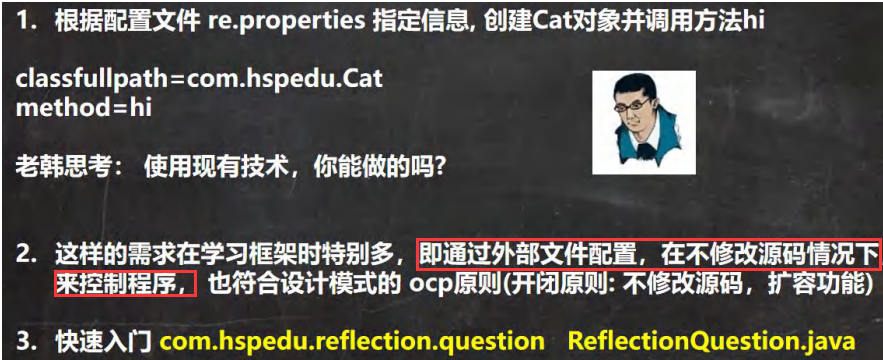 1. 根据配置文件 re.properties 指定信息, 创建Cat对象并调用方法hi
classfullpath=com.hspedu.Cat
method=hi
老韩思考： 使用现有技术，你能做的吗?
2. 这样的需求在学习框架时特别多，即通过外部文件配置，在不修改源码情况下
来控制程序， 也符合设计模式的 ocp原则(开闭原则: 不修改源码，扩容功能)
3. 快速入门 com.hspedu.reflection.question ReflectionQuestion.java